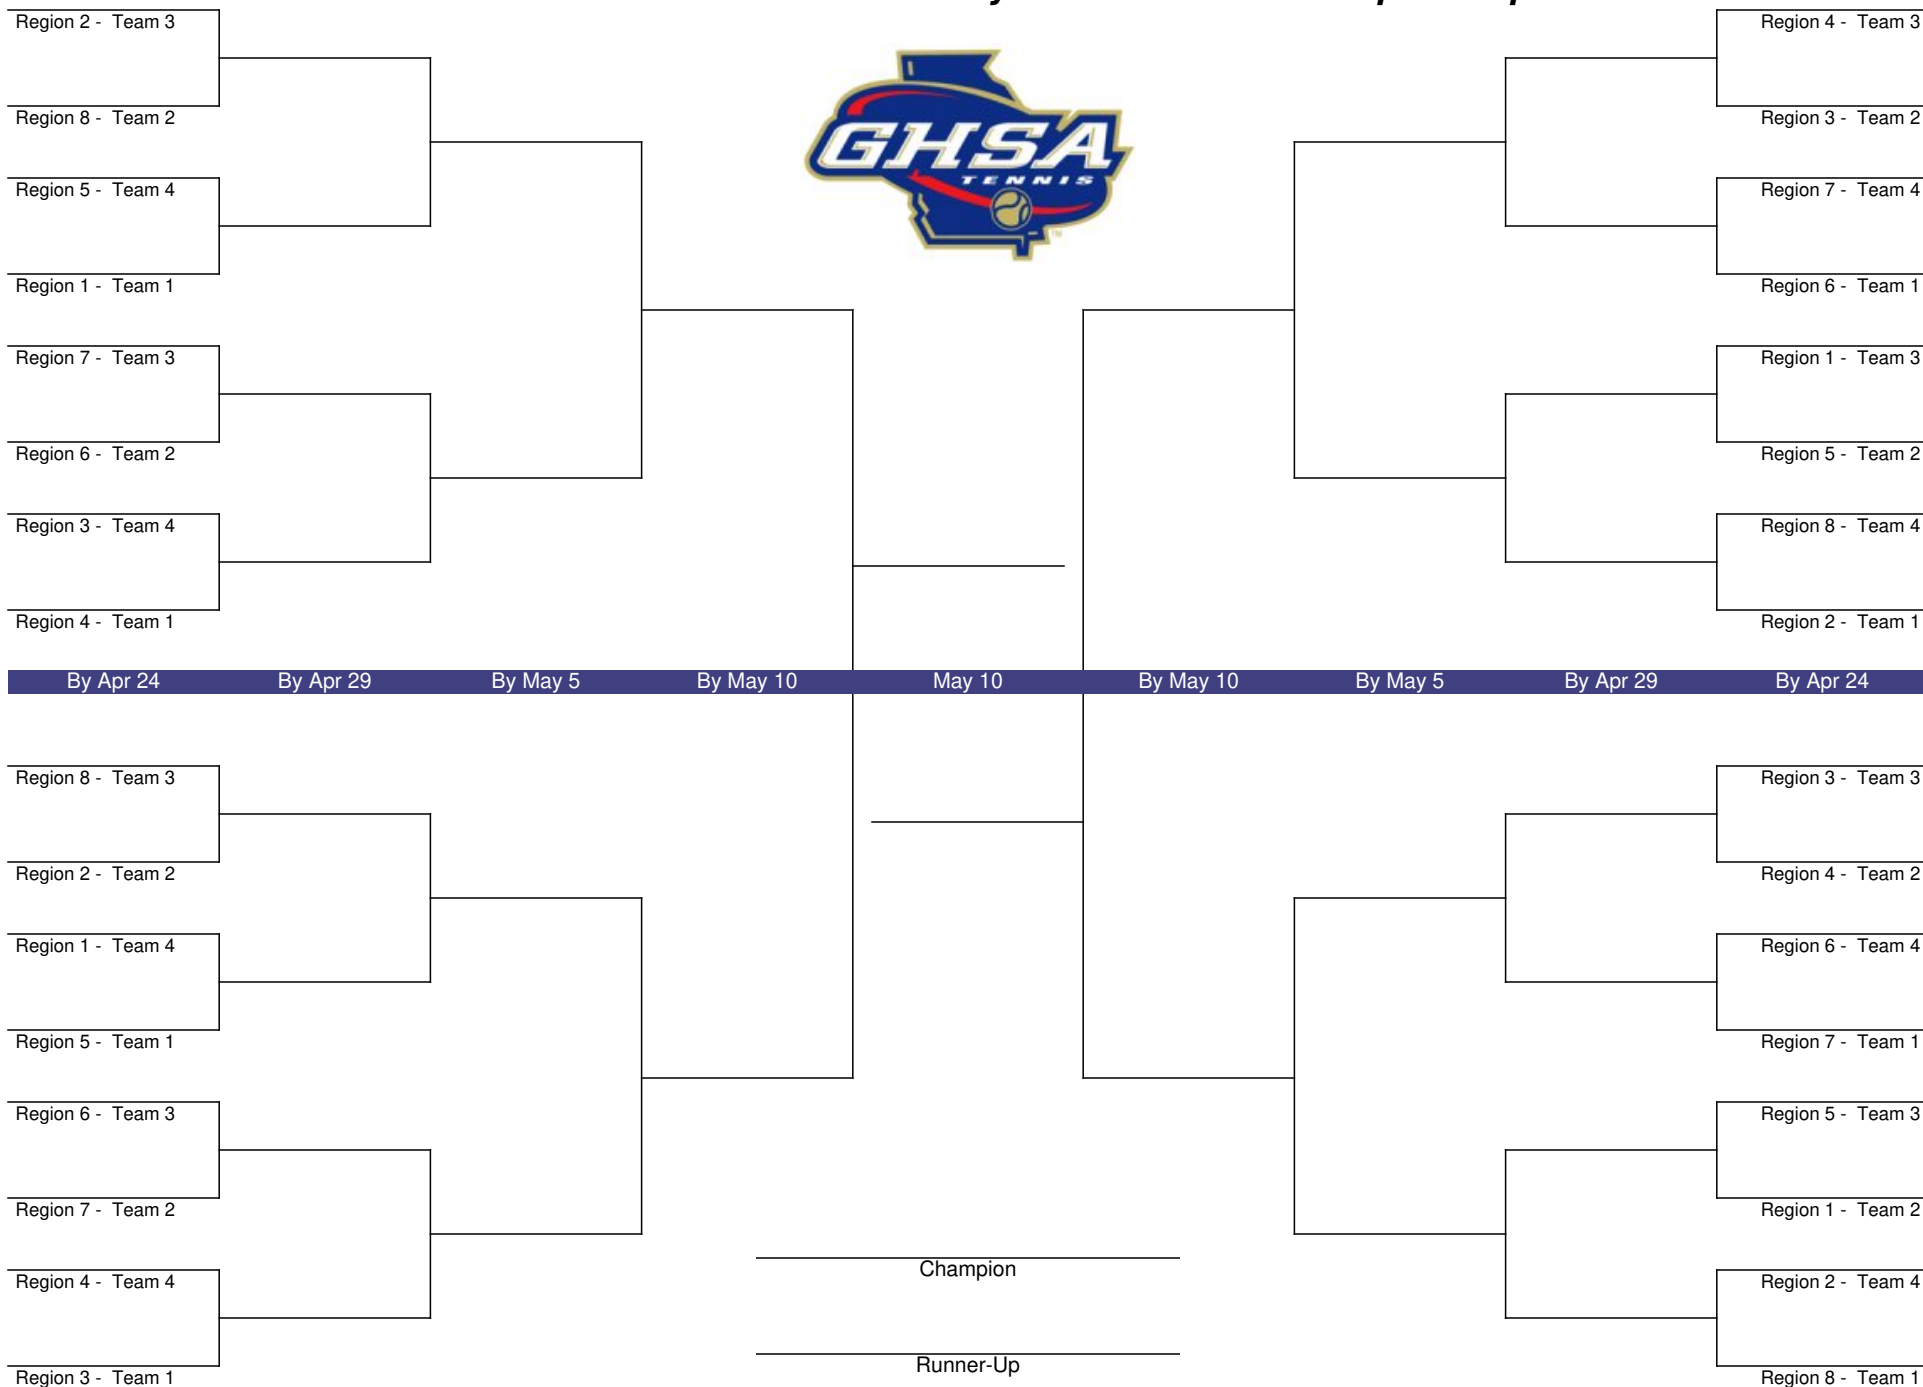 Region 2 - Team 3
Region 8 - Team 2
Region 5 - Team 4
Region 1 - Team 1
Region 7 - Team 3
Region 6 - Team 2
Region 3 - Team 4
Region 4 - Team 1
GHSA
TENNIS
TM
Region 4 - Team 3
Region 3 - Team 2
Region 7 - Team 4
Region 6 - Team 1
Region 1 - Team 3
Region 5 - Team 2
Region 8 - Team 4
Region 2 - Team 1
By Apr 24 By Apr 29 By May 5 By May 10 May 10 By May 10 By May 5 By Apr 29 By Apr 24
Region 8 - Team 3
Region 2 - Team 2
Region 1 - Team 4
Region 5 - Team 1
Region 6 - Team 3
Region 7 - Team 2
Region 4 - Team 4
Region 3 - Team 1
Champion
Runner-Up
Region 3 - Team 3
Region 4 - Team 2
Region 6 - Team 4
Region 7 - Team 1
Region 5 - Team 3
Region 1 - Team 2
Region 2 - Team 4
Region 8 - Team 1